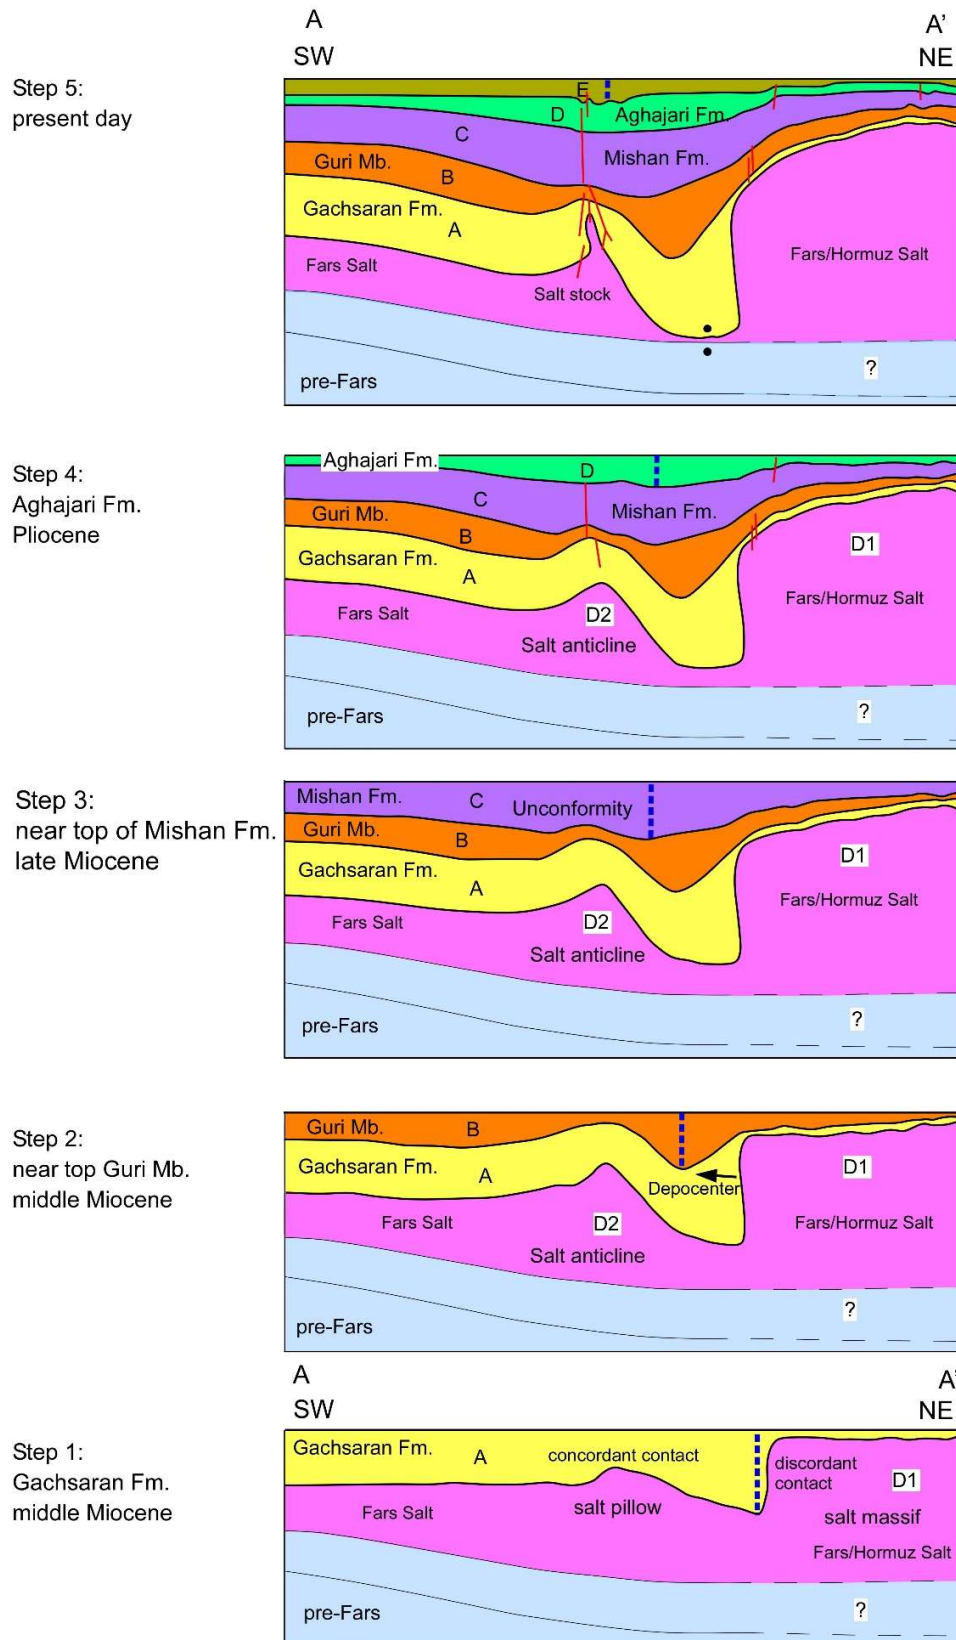 A
SW
A'
NE
Step 5:
present day
E
D
Aghajari Fm.
C
Mishan Fm.
Guri Mb.
B
Gachsaran Fm.
A
Fars Salt
Salt stock
Fars/Hormuz Salt
pre-Fars
?
Step 4:
Aghajari Fm.
Pliocene
Aghajari Fm.
D
C
Mishan Fm.
Guri Mb.
B
Gachsaran Fm.
A
D1
Fars/Hormuz Salt
Fars Salt
D2
Salt anticline
pre-Fars
?
Step 3:
near top of Mishan Fm.
late Miocene
Mishan Fm.
C
Unconformity
Guri Mb.
B
Gachsaran Fm.
A
D1
Fars/Hormuz Salt
Fars Salt
D2
Salt anticline
pre-Fars
?
Step 2:
near top Guri Mb.
middle Miocene
Guri Mb.
B
Gachsaran Fm.
A
Depocenter
D1
Fars Salt
D2
Fars/Hormuz Salt
Salt anticline
pre-Fars
?
A
SW
A'
NE
Step 1:
Gachsaran Fm.
middle Miocene
Gachsaran Fm.
A
concordant contact
discordant
contact
D1
Fars Salt
salt pillow
salt massif
Fars/Hormuz Salt
pre-Fars
?